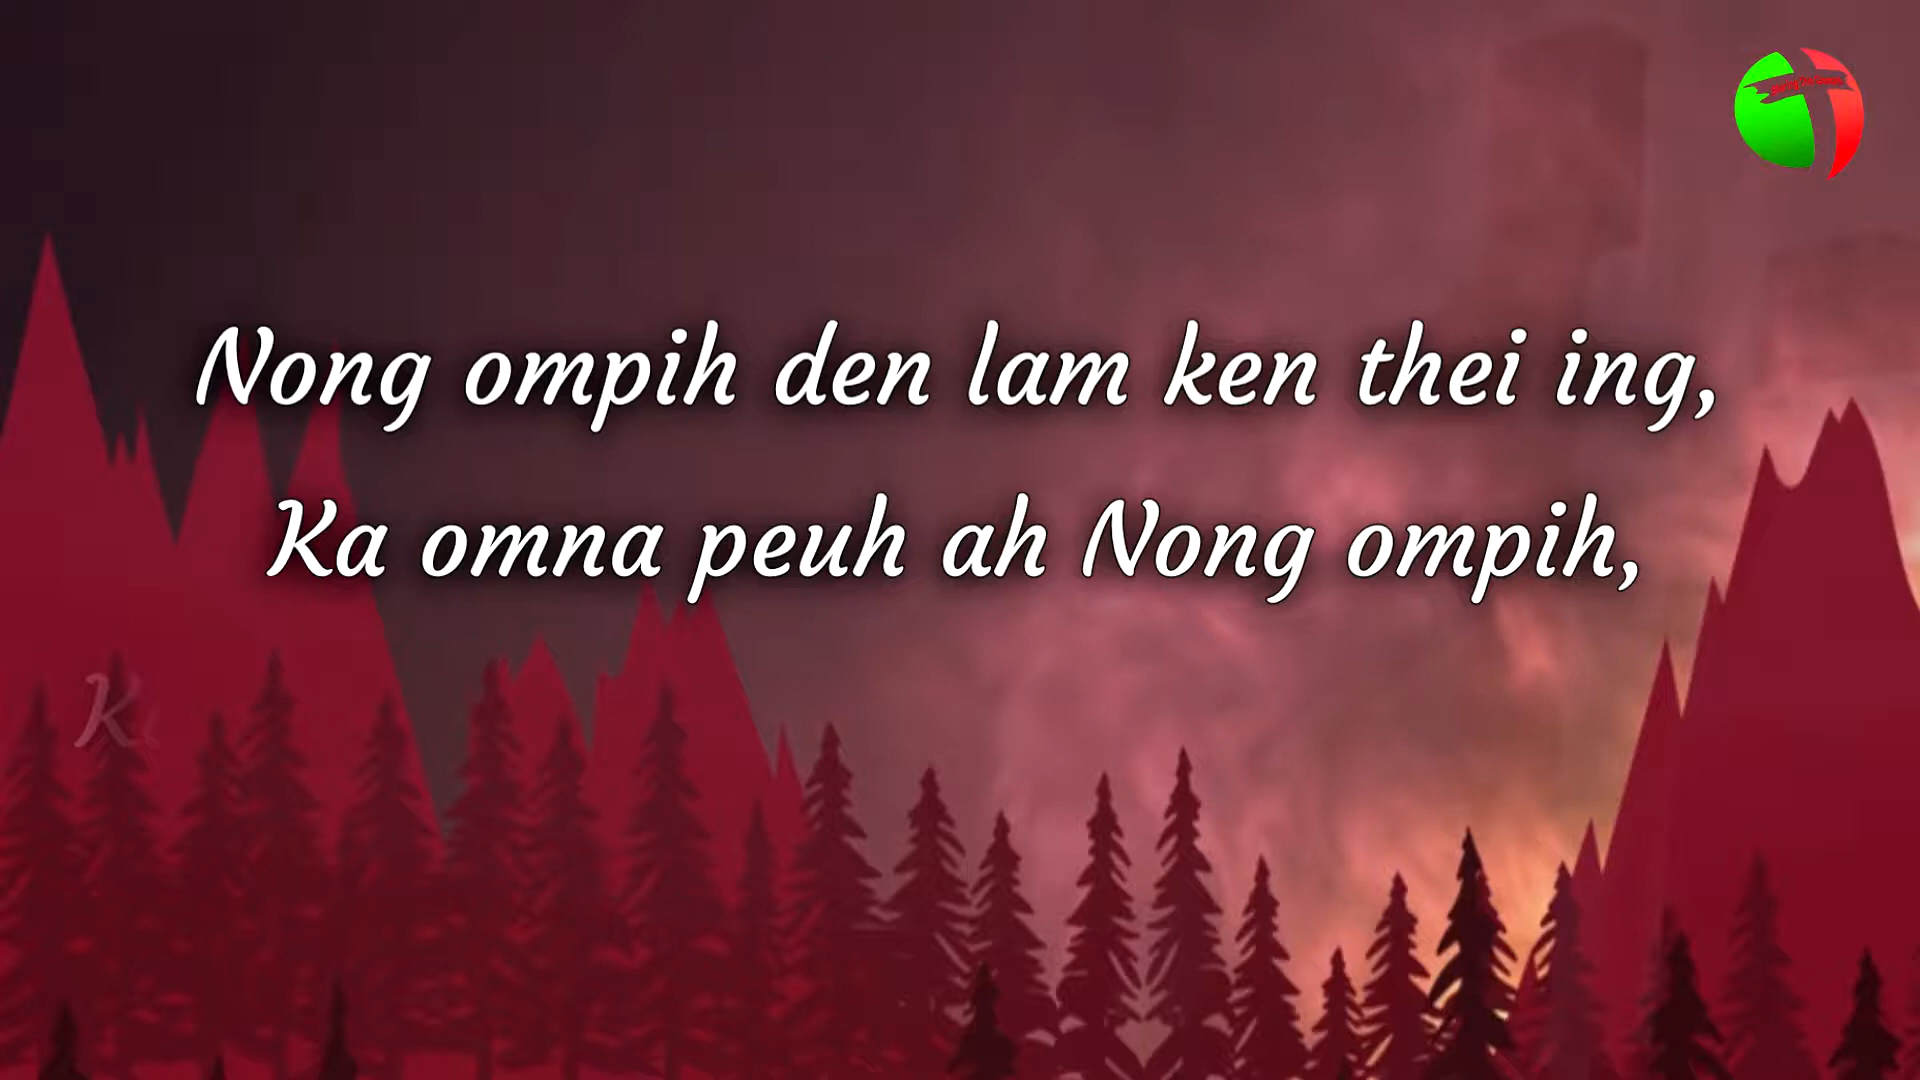 Nong ompih den lam ken thei ing,
Ka omna peuh ah Nong ompih,
K